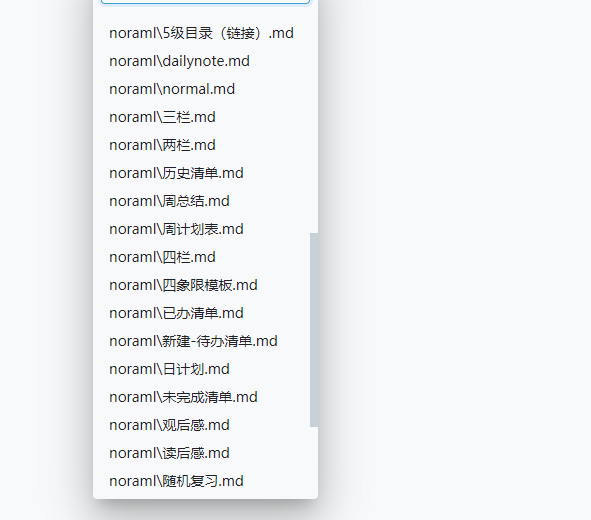 noraml\5级目录（链接）.md
noraml\dailynote.md
noraml\normal.md
noraml\三栏.md
noraml\两栏.md
noraml\历史清单.md
noraml\周总结.md
noraml\周计划表.md
noraml\四栏.md
noraml\四象限模板.md
noraml\已办清单.md
noraml\新建-待办清单.md
noraml\日计划.md
noraml\未完成清单.md
noraml\观后感.md
noraml\读后感.md
noraml\随机复习.md